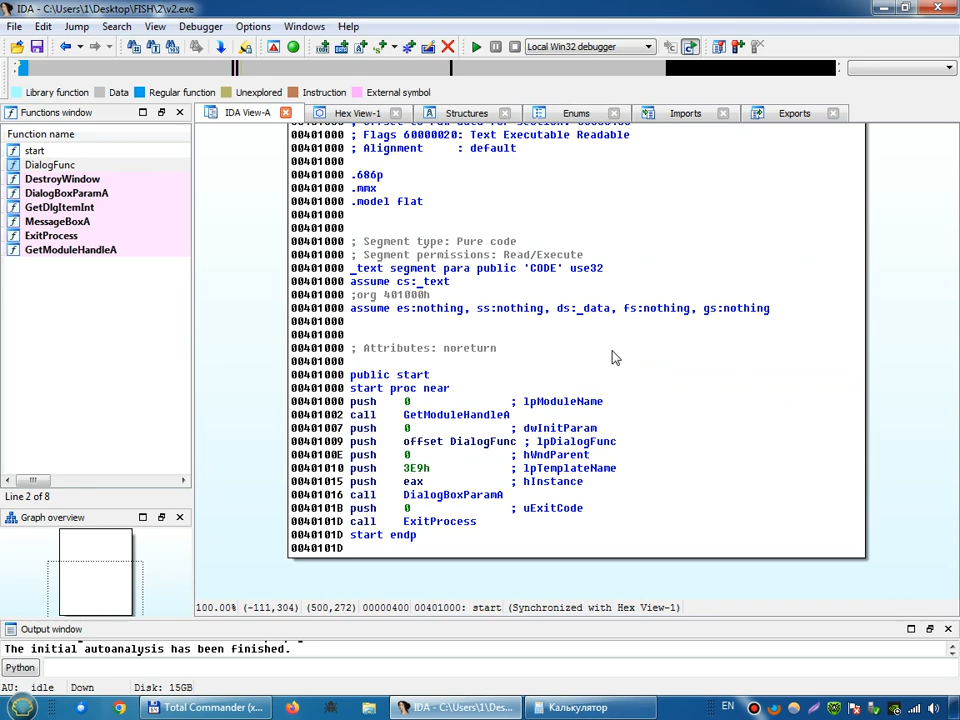 IDA - C:\Users\1\Desktop\FISH\2\v2.exe
File Edit Jump Search View Debugger Options Windows Help
Local Win32 debugger
Library function Data Regular function Unexplored Instruction External symbol
Functions window
IDA View-A Hex View-1 Structures Enums Imports Exports
Function name
start
DialogFunc
DestroyWindow
DialogBoxParamA
GetDlgItemInt
MessageBoxA
ExitProcess
GetModuleHandleA
Line 2 of 8
Graph overview
00401000 ; Flags 60000020: Text Executable Readable
00401000 ; Alignment : default
00401000
00401000 .686p
00401000 .mmx
00401000 .model flat
00401000
00401000
00401000 ; Segment type: Pure code
00401000 ; Segment permissions: Read/Execute
00401000 _text segment para public 'CODE' use32
00401000 assume cs:_text
00401000 ;org 401000h
00401000 assume es:nothing, ss:nothing, ds:_data, fs:nothing, gs:nothing
00401000
00401000
00401000 ; Attributes: noreturn
00401000
00401000 public start
00401000 start proc near
00401000 push 0 ; lpModuleName
00401002 call GetModuleHandleA
00401007 push 0 ; dwInitParam
00401009 push offset DialogFunc ; lpDialogFunc
0040100E push 0 ; hWndParent
00401010 push 3E9h ; lpTemplateName
00401015 push eax ; hInstance
00401016 call DialogBoxParamA
0040101B push 0 ; uExitCode
0040101D call ExitProcess
0040101D start endp
0040101D
100.00% (-111,304) (500,272) 00000400 00401000: start (Synchronized with Hex View-1)
Output window
The initial autoanalysis has been finished.
Python
AU: idle Down Disk: 15GB
Total Commander (x... IDA - C:\Users\1\Des... Калькулятор EN